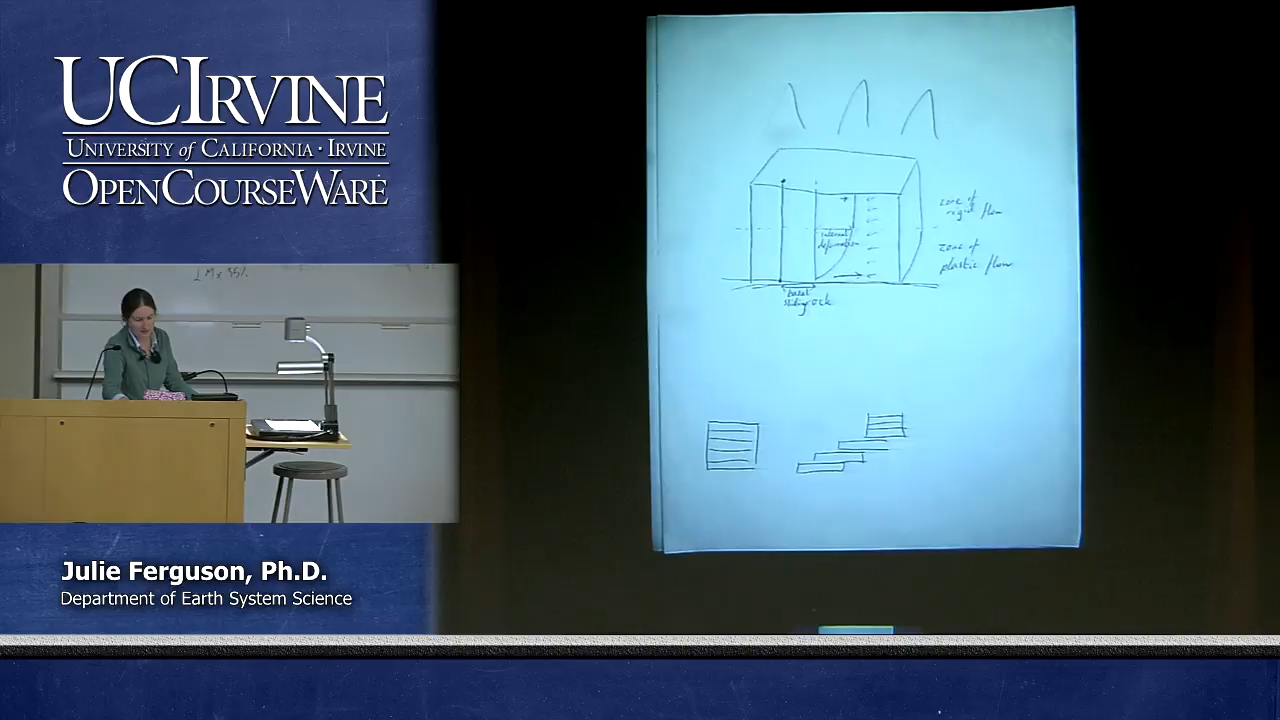 UCIRVINE
UNIVERSITY of CALIFORNIA · IRVINE
OPENCOURSEWARE
zone of
rigid flow
internal
deformation
zone of
plastic flow
basal
sliding
Julie Ferguson, Ph.D.
Department of Earth System Science